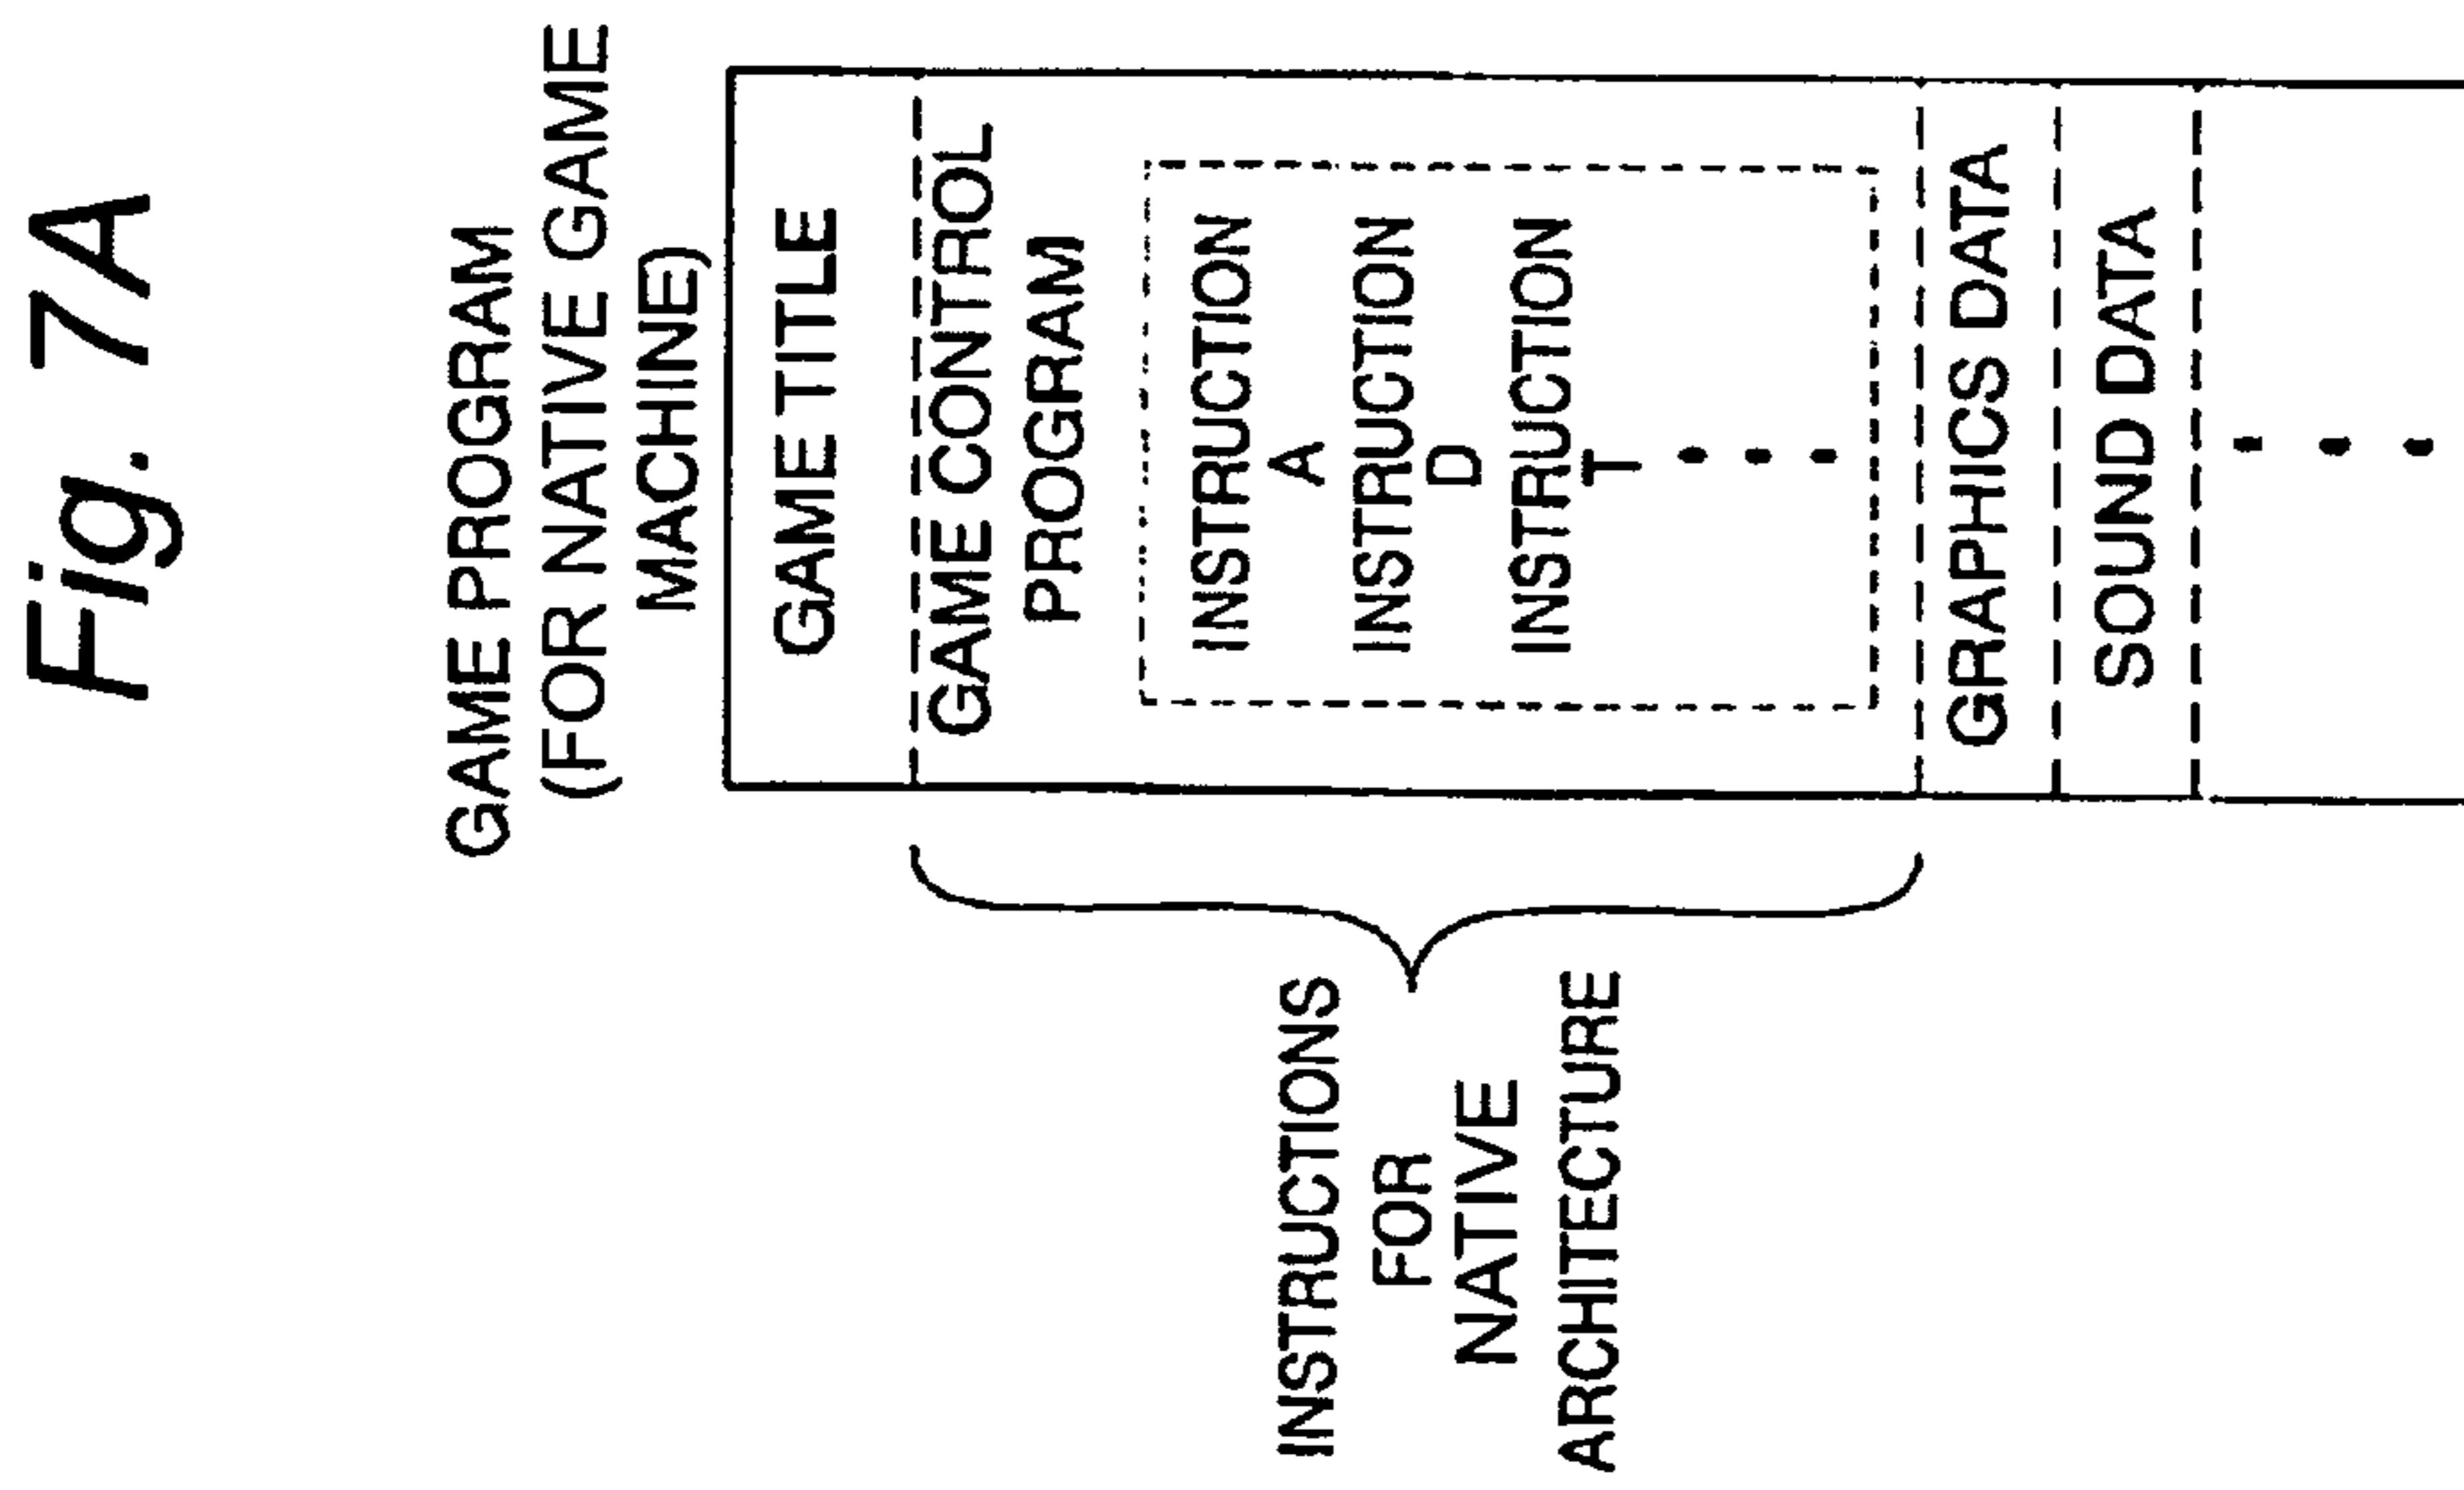 Fig. 7A
GAME PROGRAM
(FOR NATIVE GAME
MACHINE)
GAME TITLE
GAME CONTROL
PROGRAM
INSTRUCTION
A
INSTRUCTION
D
INSTRUCTION
T
GRAPHICS DATA
SOUND DATA
INSTRUCTIONS
FOR
NATIVE
ARCHITECTURE